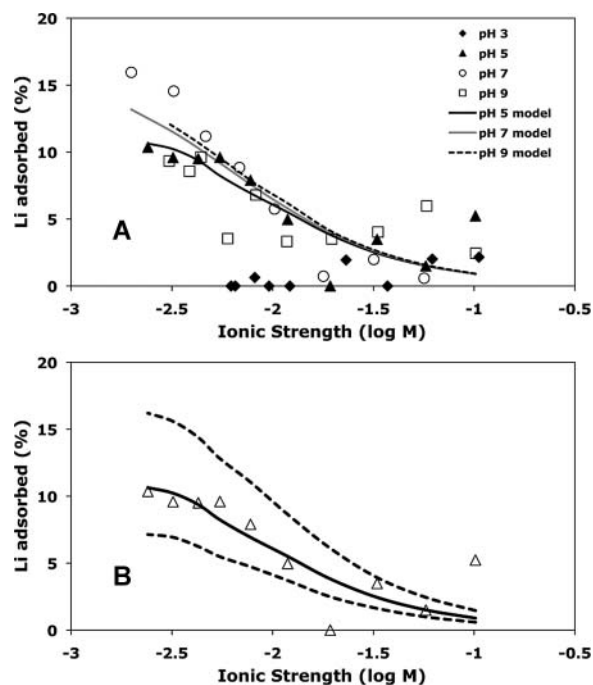 20
15
10
5
0
Li adsorbed (%)
pH 3
pH 5
pH 7
pH 9
pH 5 model
pH 7 model
pH 9 model
A
-3
-2.5
-2
-1.5
-1
-0.5
Ionic Strength (log M)
20
15
10
5
0
Li adsorbed (%)
B
-3
-2.5
-2
-1.5
-1
-0.5
Ionic Strength (log M)